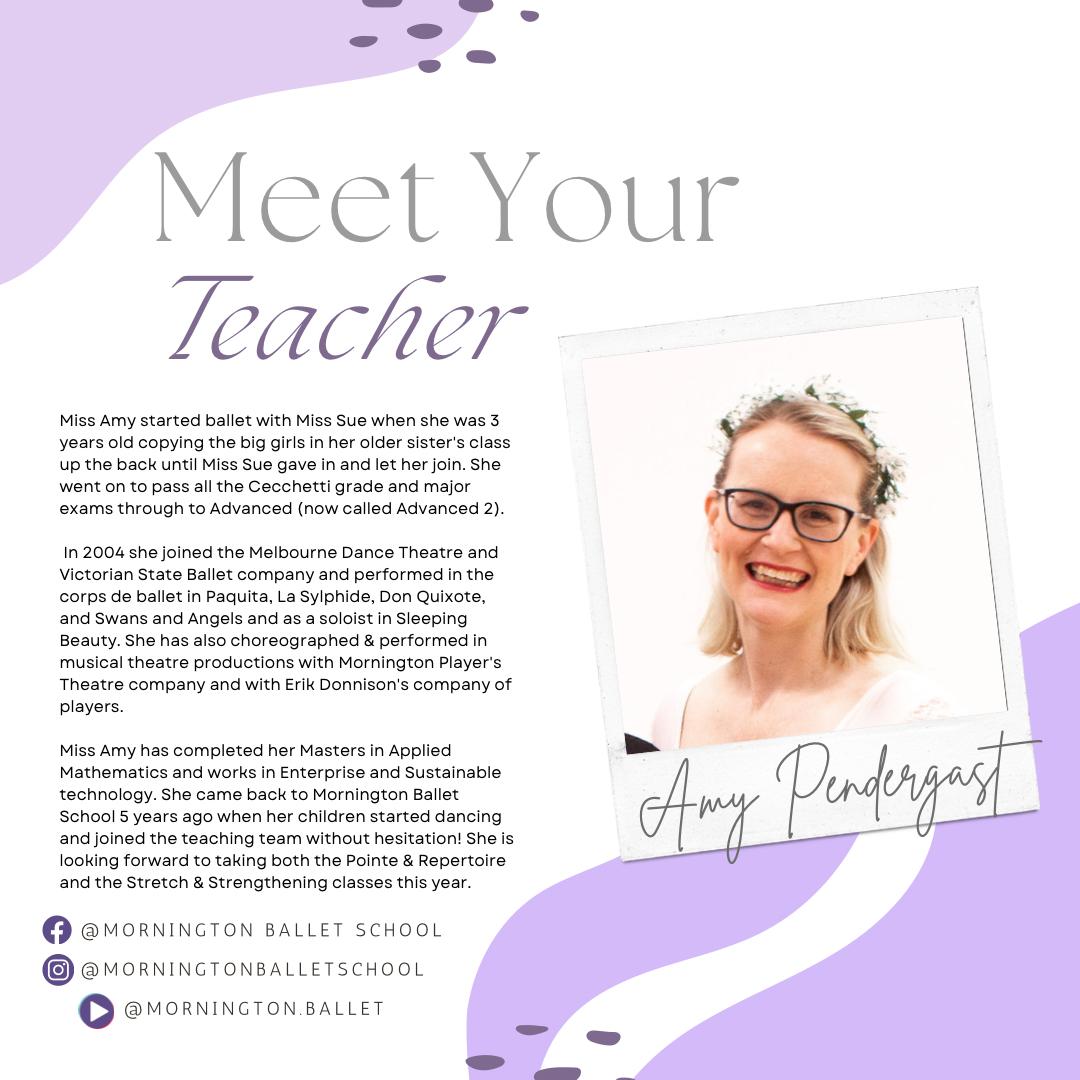 Meet Your
Teacher
Miss Amy started ballet with Miss Sue when she was 3
years old copying the big girls in her older sister's class
up the back until Miss Sue gave in and let her join. She
went on to pass all the Cecchetti grade and major
exams through to Advanced (now called Advanced 2).
In 2004 she joined the Melbourne Dance Theatre and
Victorian State Ballet company and performed in the
corps de ballet in Paquita, La Sylphide, Don Quixote,
and Swans and Angels and as a soloist in Sleeping
Beauty. She has also choreographed & performed in
musical theatre productions with Mornington Player's
Theatre company and with Erik Donnison's company of
players.
Miss Amy has completed her Masters in Applied
Mathematics and works in Enterprise and Sustainable
technology. She came back to Mornington Ballet
School 5 years ago when her children started dancing
and joined the teaching team without hesitation! She is
looking forward to taking both the Pointe & Repertoire
and the Stretch & Strengthening classes this year.
Amy Pendergast
@MORNINGTON BALLET SCHOOL
@MORNINGTONBALLETSCHOOL
@MORNINGTON.BALLET